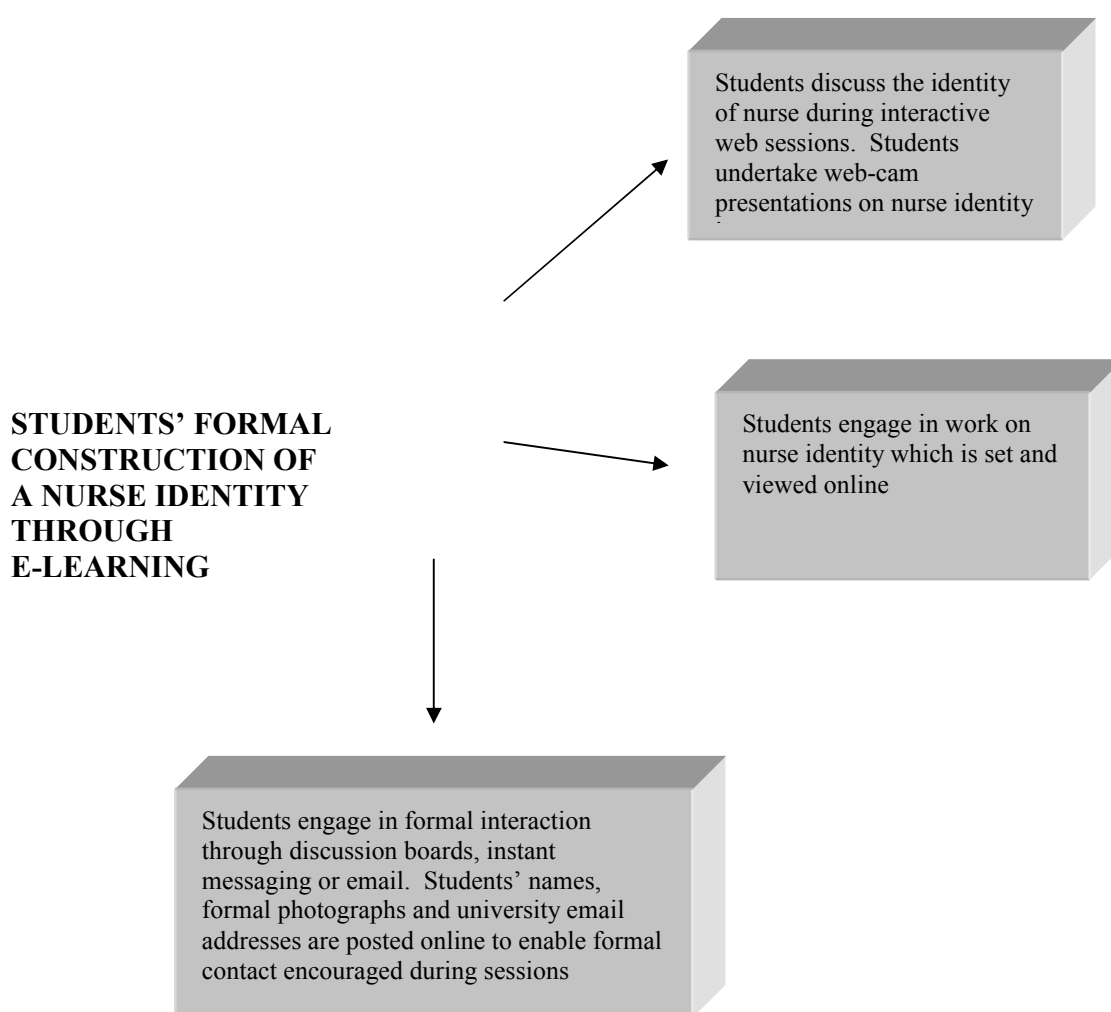 Students discuss the identity
of nurse during interactive
web sessions.  Students
undertake web-cam
presentations on nurse identity
STUDENTS’ FORMAL
CONSTRUCTION OF
A NURSE IDENTITY
THROUGH
E-LEARNING
Students engage in work on
nurse identity which is set and
viewed online
Students engage in formal interaction
through discussion boards, instant
messaging or email.  Students’ names,
formal photographs and university email
addresses are posted online to enable formal
contact encouraged during sessions